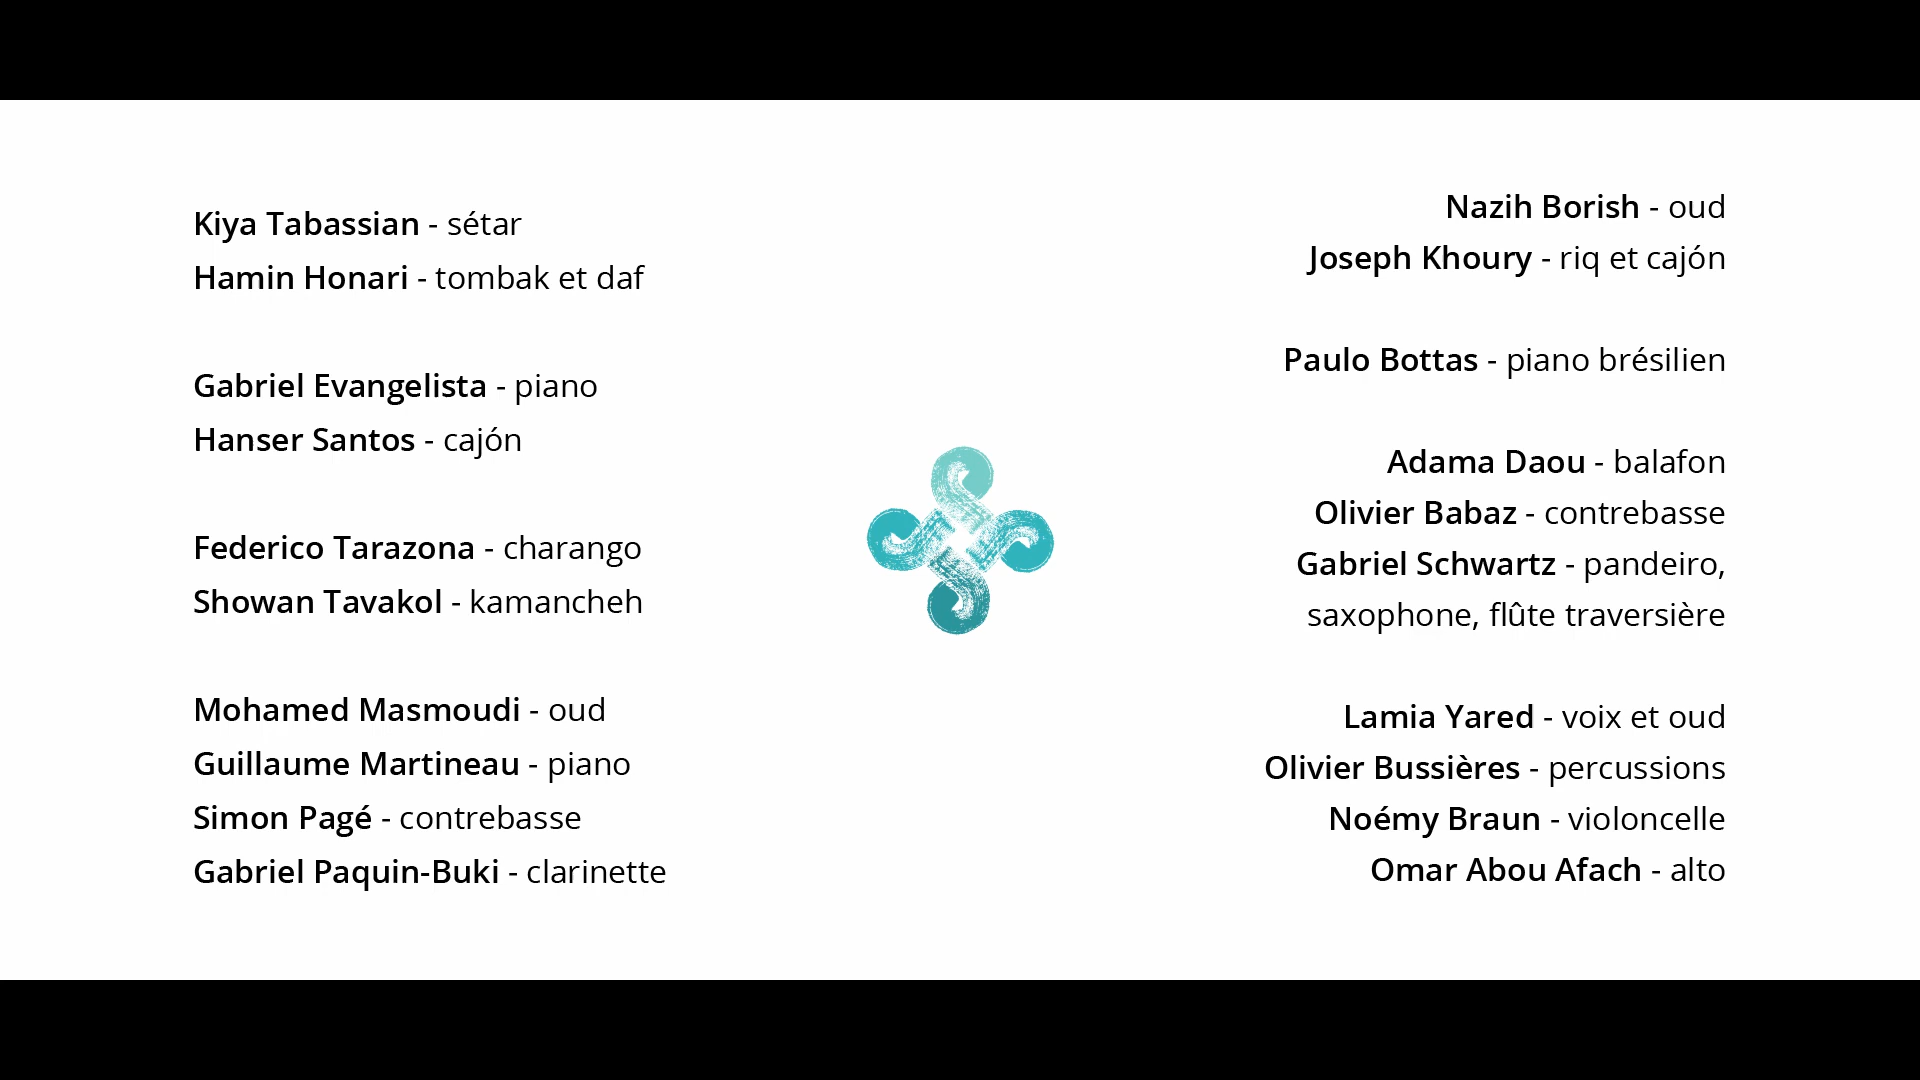 Kiya Tabassian - sétar
Hamin Honari - tombak et daf
Gabriel Evangelista - piano
Hanser Santos - cajón
Federico Tarazona - charango
Showan Tavakol - kamancheh
Mohamed Masmoudi - oud
Guillaume Martineau - piano
Simon Pagé - contrebasse
Gabriel Paquin-Buki - clarinette
Nazih Borish - oud
Joseph Khoury - riq et cajón
Paulo Bottas - piano brésilien
Adama Daou - balafon
Olivier Babaz - contrebasse
Gabriel Schwartz - pandeiro,
saxophone, flûte traversière
Lamia Yared - voix et oud
Olivier Bussières - percussions
Noémy Braun - violoncelle
Omar Abou Afach - alto